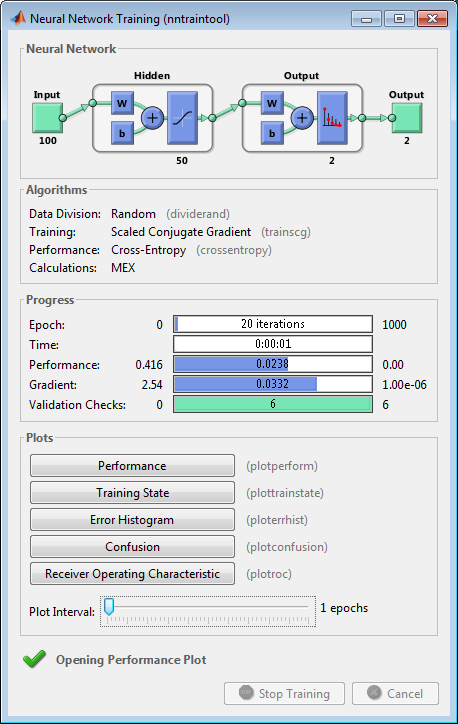 Neural Network Training (nntraintool)
Neural Network
Hidden
Output
Input
Output
W
b
+
W
b
+
100
50
2
2
Algorithms
Data Division: Random (dividerand)
Training: Scaled Conjugate Gradient (trainscg)
Performance: Cross-Entropy (crossentropy)
Calculations: MEX
Progress
Epoch: 0 20 iterations 1000
Time: 0:00:01
Performance: 0.416 0.0238 0.00
Gradient: 2.54 0.0332 1.00e-06
Validation Checks: 0 6 6
Plots
Performance (plotperform)
Training State (plottrainstate)
Error Histogram (ploterrhist)
Confusion (plotconfusion)
Receiver Operating Characteristic (plotroc)
Plot Interval: 1 epochs
Opening Performance Plot
Stop Training Cancel